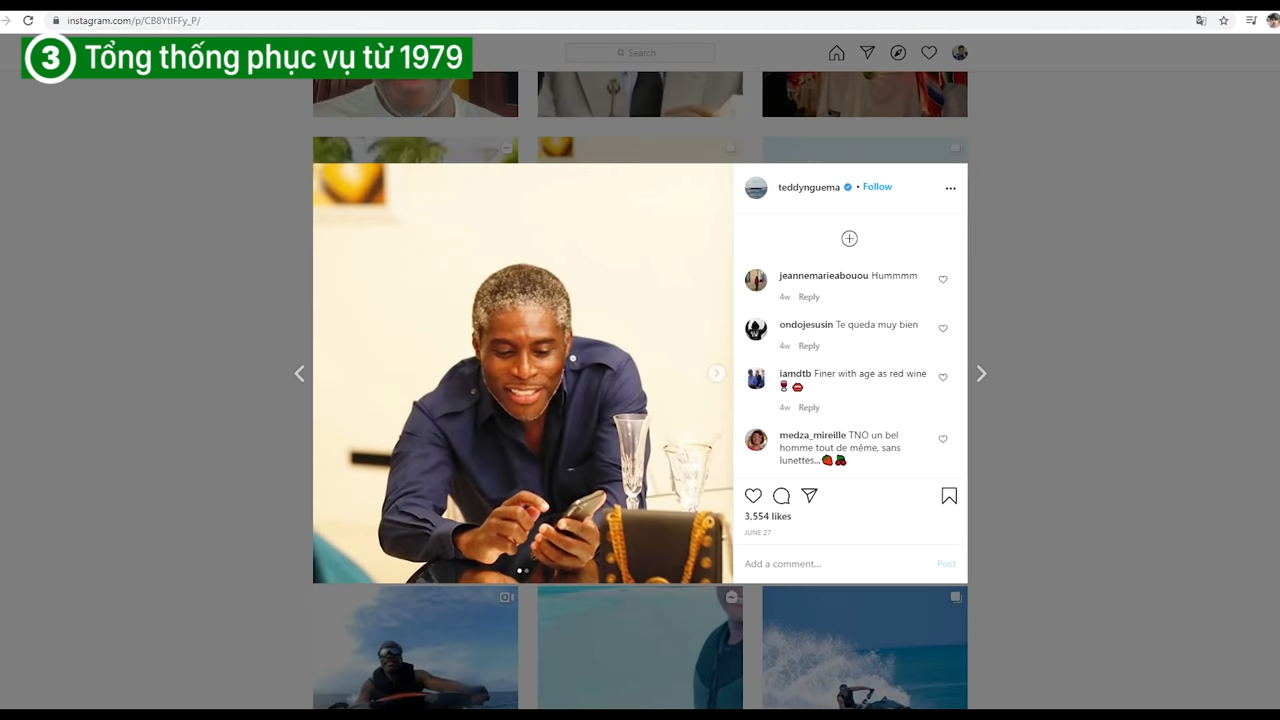 instagram.com/p/CB8YtlFFy_P/
3 Tổng thống phục vụ từ 1979
Search
teddynguema • Follow
jeannemarieabouou Hummmm
4w Reply
ondojesusin Te queda muy bien
4w Reply
iamdtb Finer with age as red wine
4w Reply
medza_mireille TNO un bel
homme tout de même, sans
lunettes...
3,554 likes
JUNE 27
Add a comment... Post